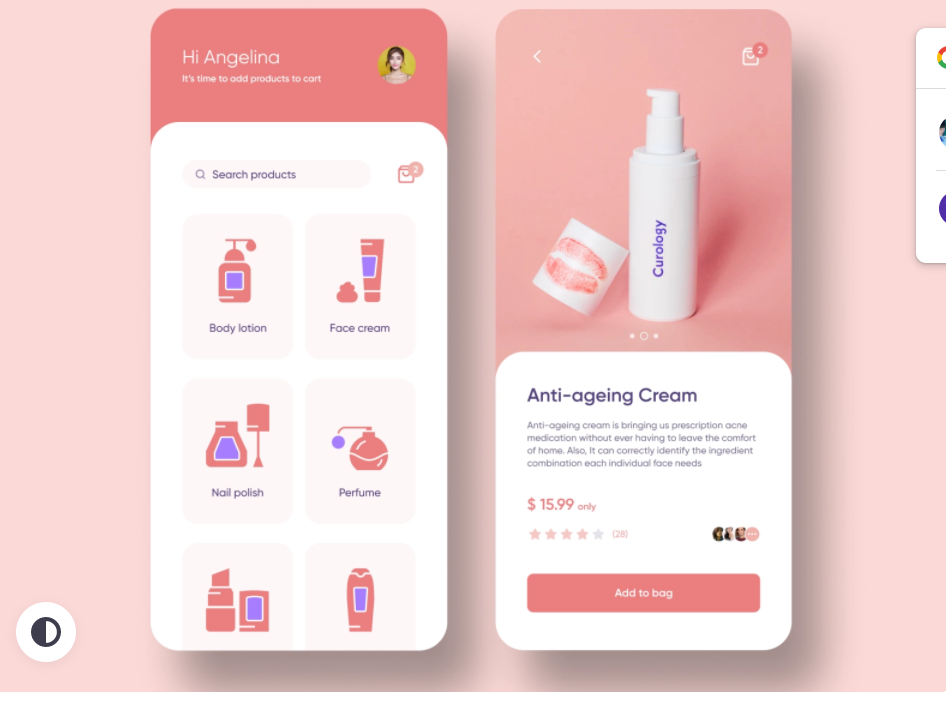 Hi Angelina
It's time to add products to cart
Search products
2
Body lotion
Face cream
Nail polish
Perfume
2
Curology
Anti-ageing Cream
Anti-ageing cream is bringing us prescription acne
medication without ever having to leave the comfort
of home. Also, It can correctly identify the ingredient
combination each individual face needs
$ 15.99 only
(28)
Add to bag